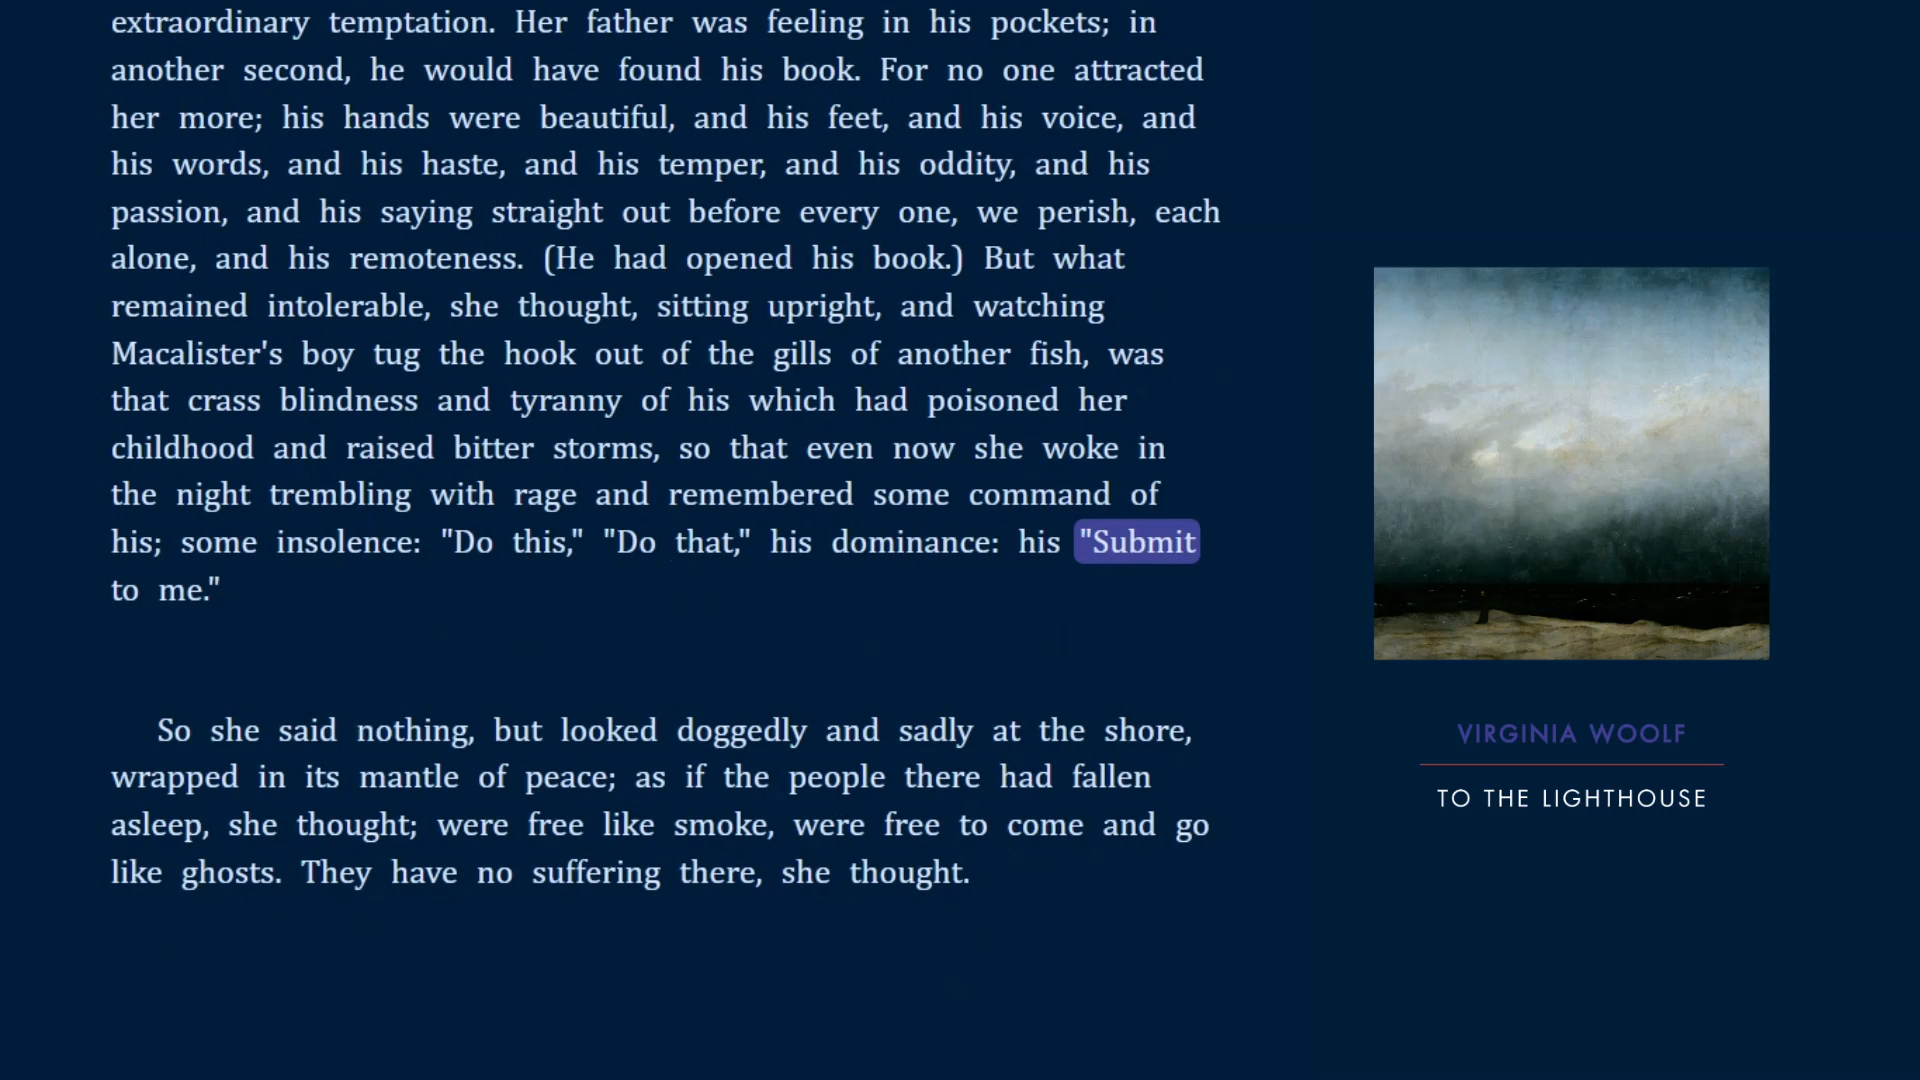 extraordinary temptation. Her father was feeling in his pockets; in
another second, he would have found his book. For no one attracted
her more; his hands were beautiful, and his feet, and his voice, and
his words, and his haste, and his temper, and his oddity, and his
passion, and his saying straight out before every one, we perish, each
alone, and his remoteness. (He had opened his book.) But what
remained intolerable, she thought, sitting upright, and watching
Macalister's boy tug the hook out of the gills of another fish, was
that crass blindness and tyranny of his which had poisoned her
childhood and raised bitter storms, so that even now she woke in
the night trembling with rage and remembered some command of
his; some insolence: "Do this," "Do that," his dominance: his "Submit
to me."
So she said nothing, but looked doggedly and sadly at the shore,
wrapped in its mantle of peace; as if the people there had fallen
asleep, she thought; were free like smoke, were free to come and go
like ghosts. They have no suffering there, she thought.
VIRGINIA WOOLF
TO THE LIGHTHOUSE